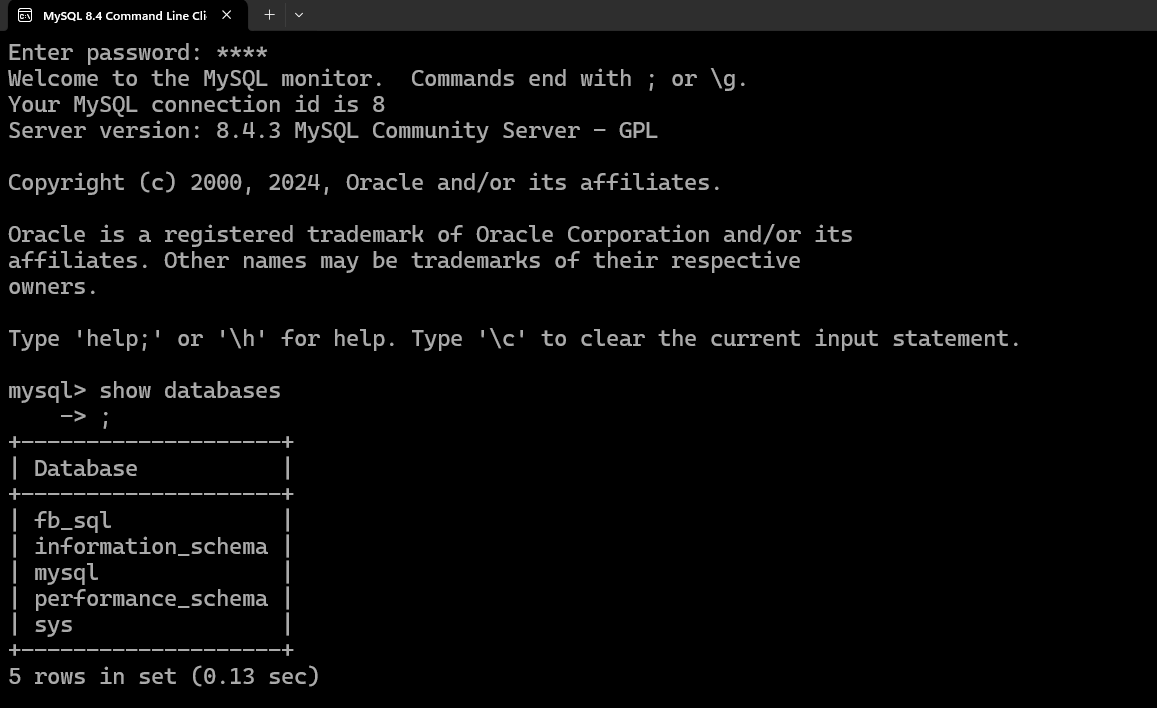 MySQL 8.4 Command Line Cli
Enter password: ****
Welcome to the MySQL monitor.  Commands end with ; or \g.
Your MySQL connection id is 8
Server version: 8.4.3 MySQL Community Server - GPL

Copyright (c) 2000, 2024, Oracle and/or its affiliates.

Oracle is a registered trademark of Oracle Corporation and/or its
affiliates. Other names may be trademarks of their respective
owners.

Type 'help;' or '\h' for help. Type '\c' to clear the current input statement.

mysql> show databases
    -> ;
+--------------------+
| Database           |
+--------------------+
| fb_sql             |
| information_schema |
| mysql              |
| performance_schema |
| sys                |
+--------------------+
5 rows in set (0.13 sec)